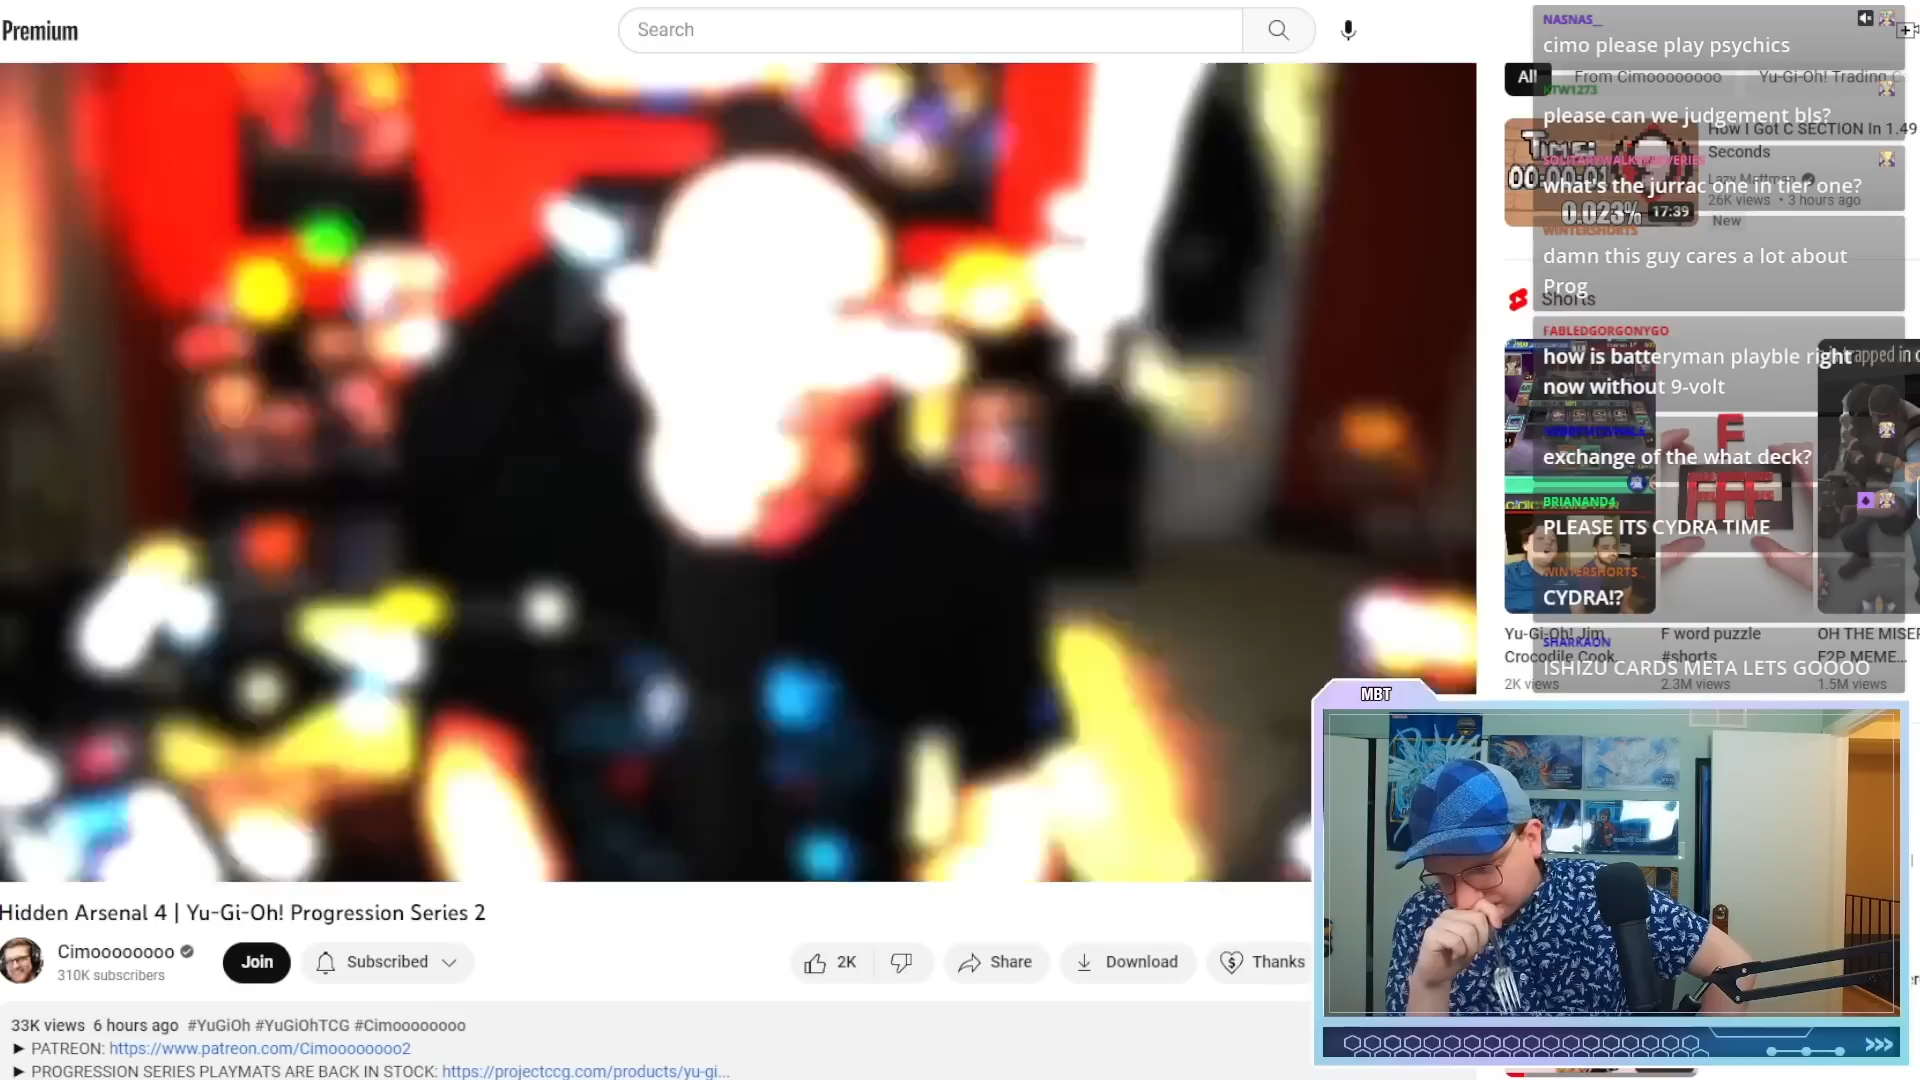 Premium
Search
NASNAS__
cimo please play psychics
All
From Cimoooooooo
Yu-Gi-Oh! Trading C
KTW1273
please can we judgement bls?
How I Got C SECTION In 1.49
Seconds
what's the jurrac one in tier one?
26K views • 3 hours ago
0.023%
17:39
New
WINTERSHORTS
damn this guy cares a lot about
Prog
Shorts
FABLEDGORGONYGO
how is batteryman playble right
now without 9-volt
trapped in
exchange of the what deck?
BRIANAND4
PLEASE ITS CYDRA TIME
WINTERSHORTS
CYDRA!?
SHARKAON
ISHIZU CARDS META LETS GOOOO
Yu-Gi-Oh! Jim
Crocodile Cook
2K views
F word puzzle
#shorts
2.3M views
OH THE MISER
F2P MEME...
1.5M views
MBT
Hidden Arsenal 4 | Yu-Gi-Oh! Progression Series 2
Cimoooooooo
310K subscribers
Join
Subscribed
2K
Share
Download
Thanks
33K views 6 hours ago #YuGiOh #YuGiOhTCG #Cimoooooooo
► PATREON: https://www.patreon.com/Cimoooooooo2
► PROGRESSION SERIES PLAYMATS ARE BACK IN STOCK: https://projectccg.com/products/yu-gi...